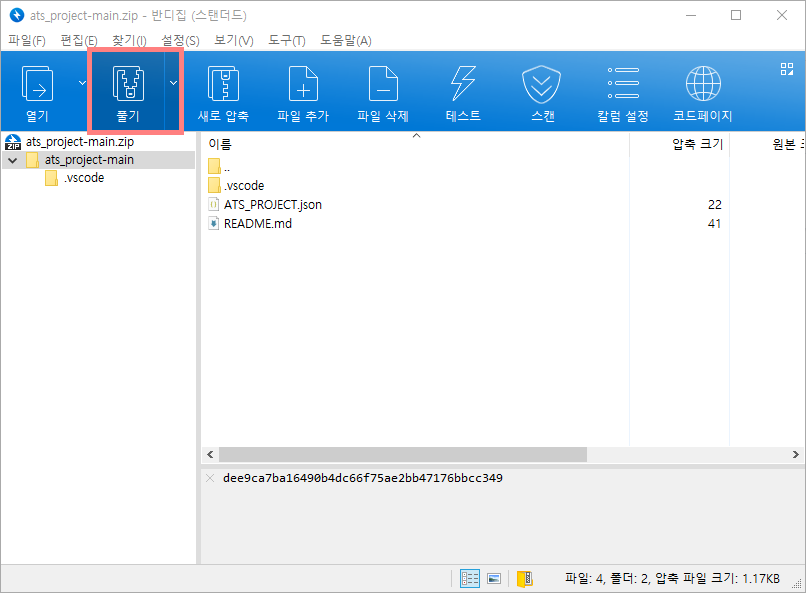 ats_project-main.zip - 반디집 (스탠더드)
파일(F) 편집(E) 찾기(I) 설정(S) 보기(V) 도구(T) 도움말(A)
열기 풀기 새로 압축 파일 추가 파일 삭제 테스트 스캔 칼럼 설정 코드페이지
ZIP ats_project-main.zip
ats_project-main
.vscode
이름 압축 크기 원본
..
.vscode
ATS_PROJECT.json 22
README.md 41
dee9ca7ba16490b4dc66f75ae2bb47176bbcc349
파일: 4, 폴더: 2, 압축 파일 크기: 1.17KB